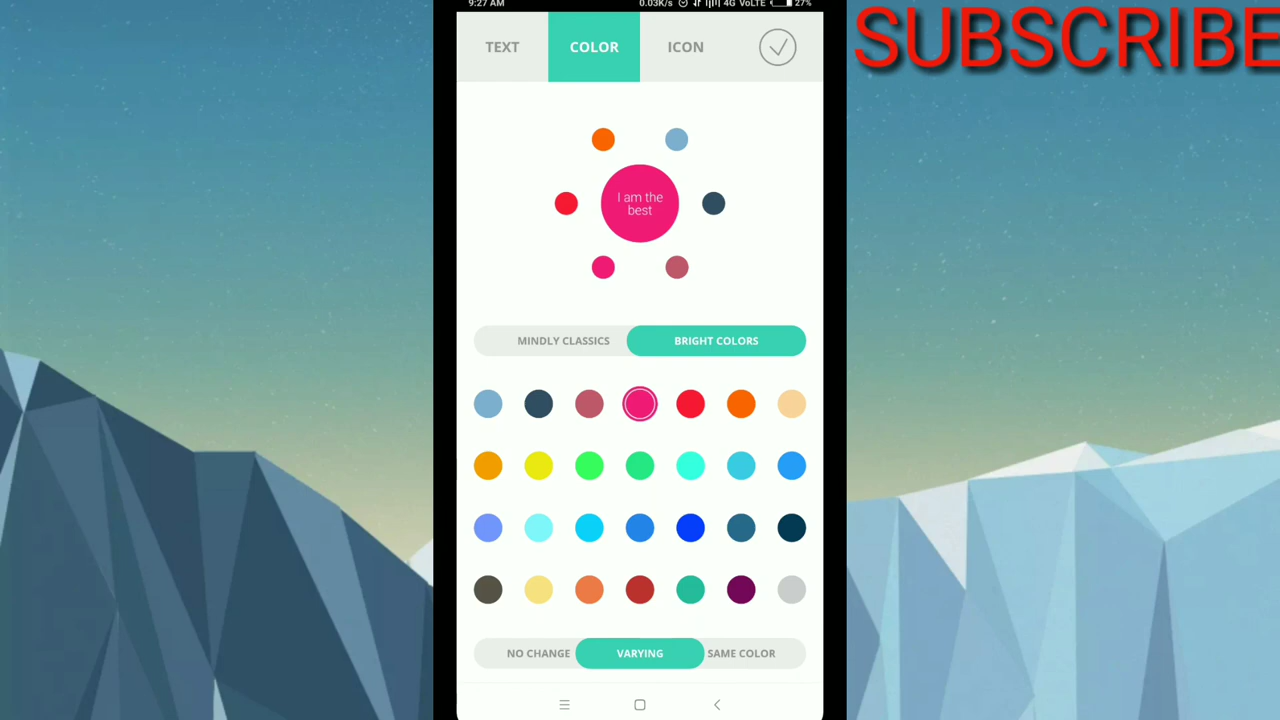 9:27 AM 0.03K/s 4G VoLTE 27%
SUBSCRIBE
TEXT COLOR ICON
I am the
best
MINDLY CLASSICS BRIGHT COLORS
NO CHANGE VARYING SAME COLOR